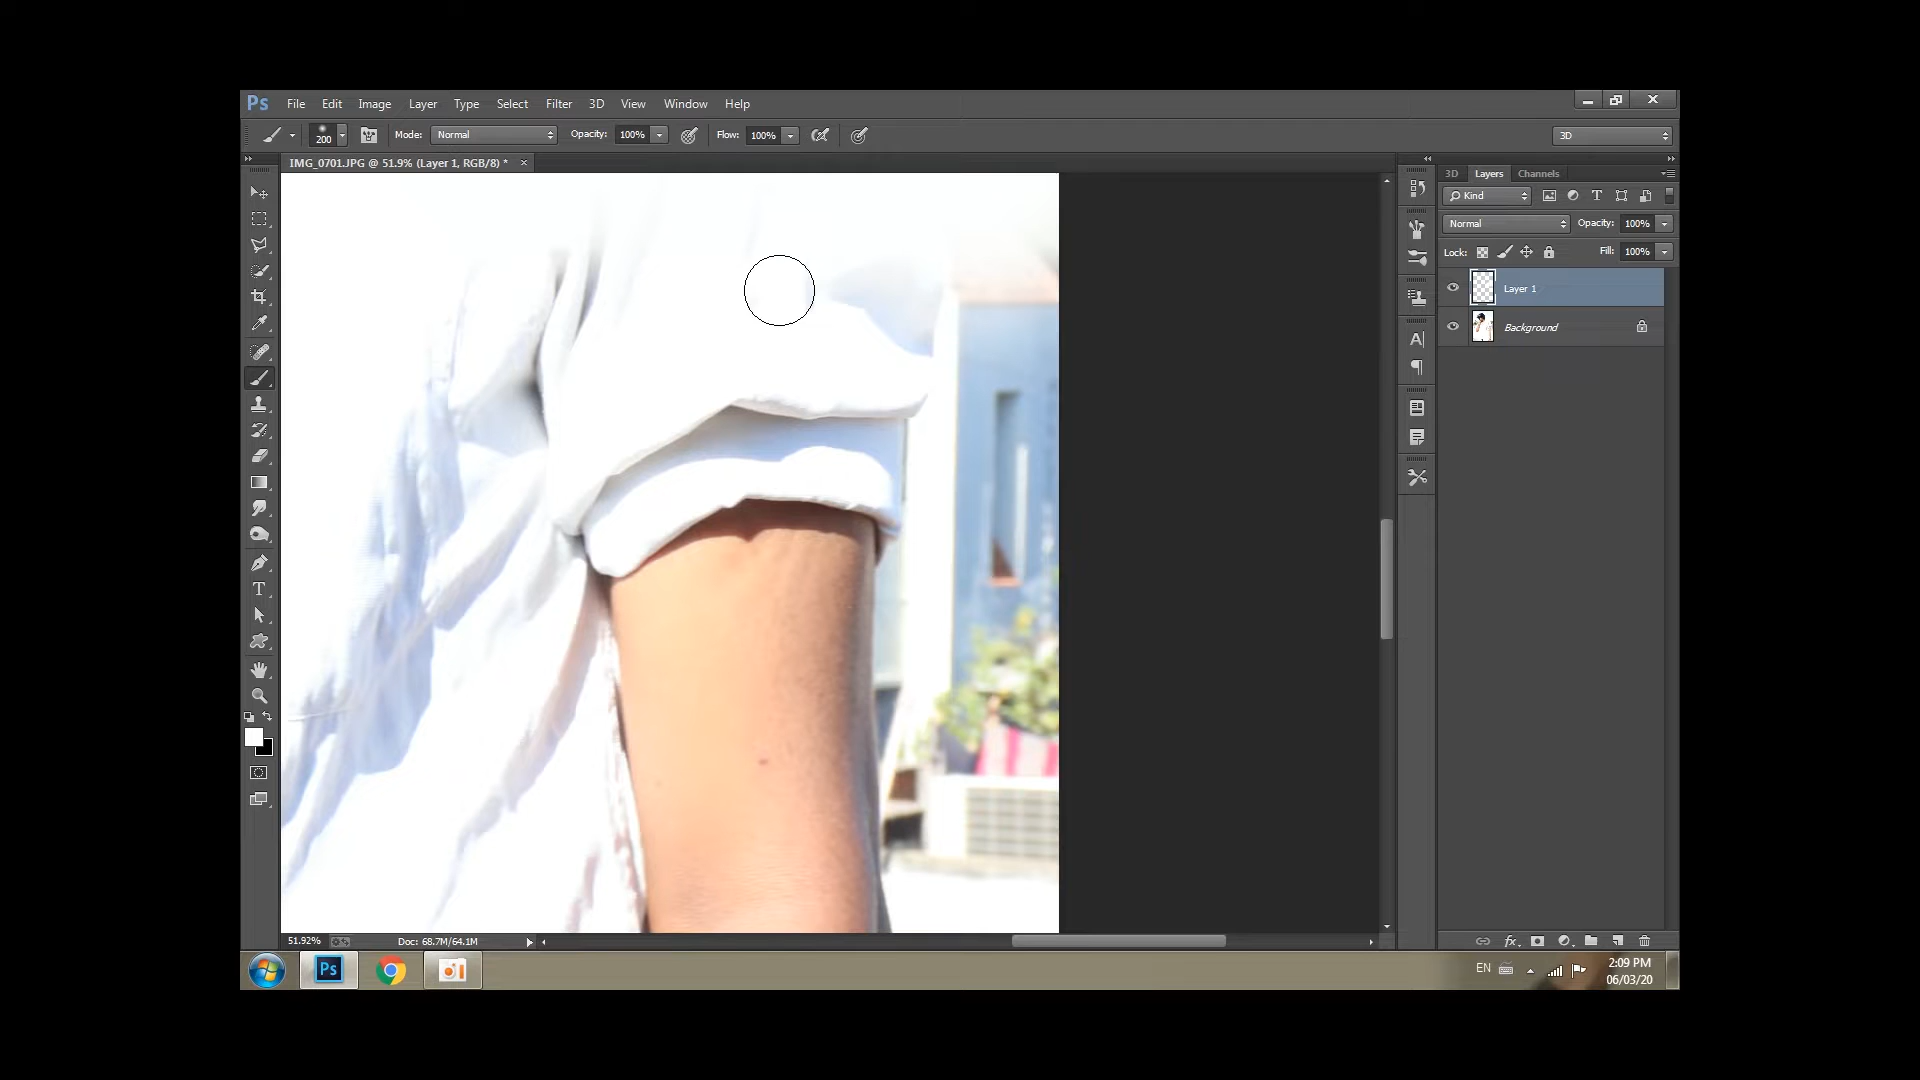 Ps File Edit Image Layer Type Select Filter 3D View Window Help
200 Mode: Normal Opacity: 100% Flow: 100% 3D
IMG_0701.JPG @ 51.9% (Layer 1, RGB/8) * ×
3D Layers Channels
Kind
Normal Opacity: 100%
Lock: Fill: 100%
Layer 1
Background
51.92% Doc: 68.7M/64.1M
Ps EN 2:09 PM
06/03/20